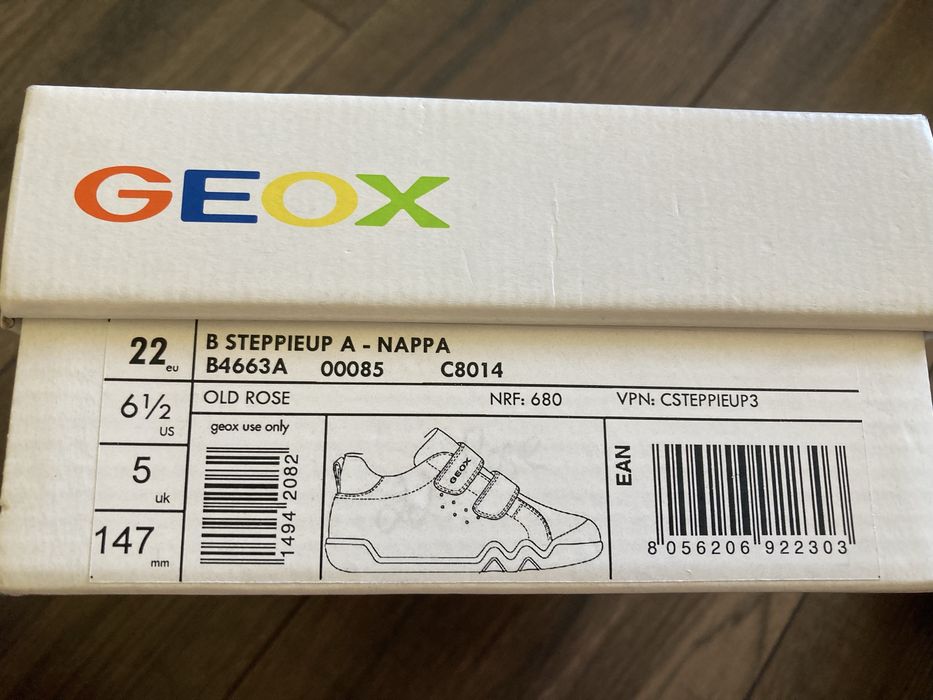 GEOX
22 eu
B STEPPIEUP A - NAPPA
B4663A 00085 C8014
6½ US
OLD ROSE NRF: 680 VPN: CSTEPPIEUP3
geox use only
5 uk
147 mm
14942082
GEOX
EAN
8 056206 922303